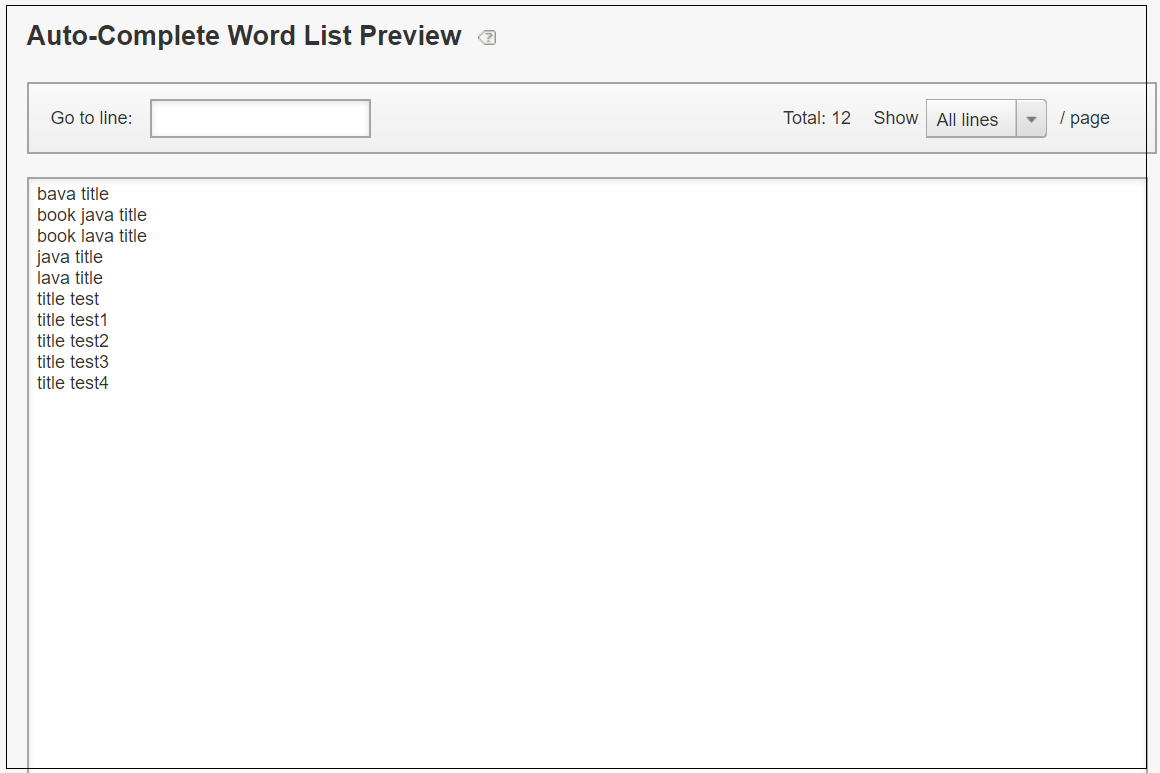 Auto-Complete Word List Preview ?
Go to line: Total: 12 Show All lines / page
bava title
book java title
book lava title
java title
lava title
title test
title test1
title test2
title test3
title test4